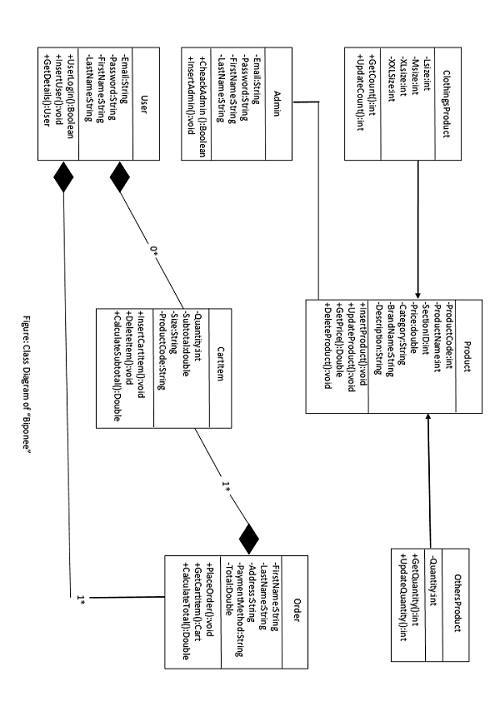 ClothingsProduct
-Lsize:int
-Msize:int
-XLsize:int
-XXLSize:int
+GetCount():int
+UpdateCount():int
Product
-ProductCode:int
-ProductName:int
-SectionID:int
-Price:double
-Category:String
-BrandName:String
-Description:String
+InsertProduct():void
+UpdateProduct():void
+GetPrice():Double
+DeleteProduct():void
OthersProduct
-Quantity:int
+GetQuantity():int
+UpdateQuantity():int
Admin
-Email:String
-Password:String
-FirstName:String
-LastName:String
+CheackAdmin ():Boolean
+InsertAdmin():void
CartItem
-Quantity:int
-Subtotal:double
-Size:String
-ProductCode:String
+InsertCartItem():void
+DeleteItem():void
+CalculateSubtotal():Double
Order
-FirstName:String
-LastName:String
-Address:String
-PaymentMethod:String
-Total:Double
+PlaceOrder():void
+GetCartItem():Cart
+CalculateTotal():Double
User
-Email:String
-Password:String
-FirstName:String
-LastName:String
+UserLogin():Boolean
+InsertUser():void
+GetDetails():User
0*
1*
1*
Figure: Class Diagram of "Biponee"